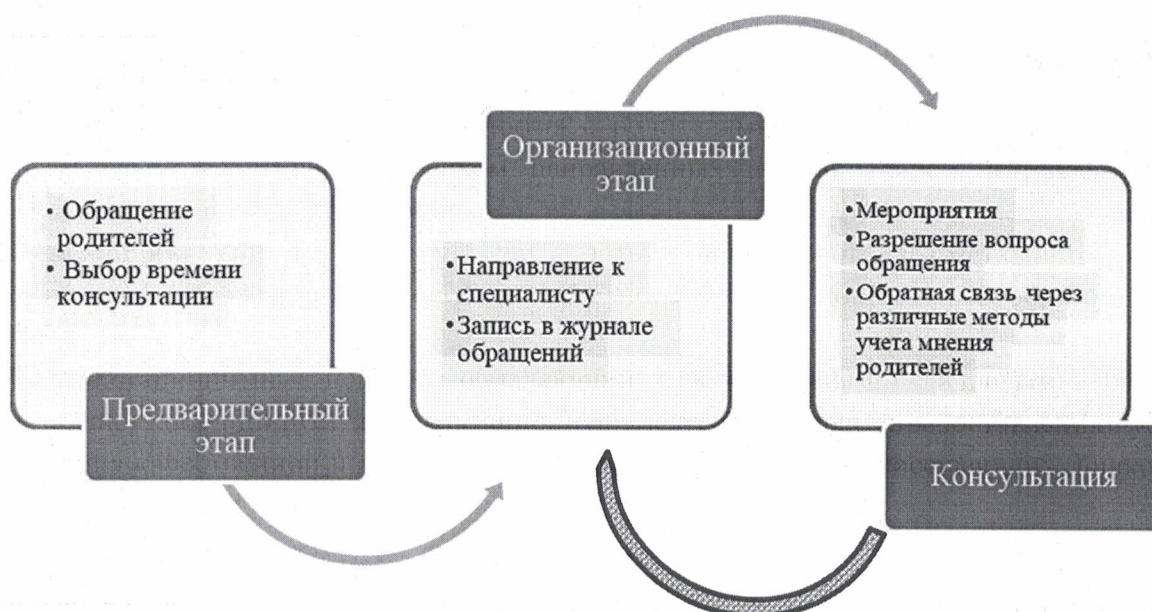 • Обращение
родителей
• Выбор времени
консультации
Предварительный
этап
Организационный
этап
•Направление к
специалисту
•Запись в журнале
обращений
•Мероприятия
•Разрешение вопроса
обращения
•Обратная связь через
различные методы
учета мнения
родителей
Консультация